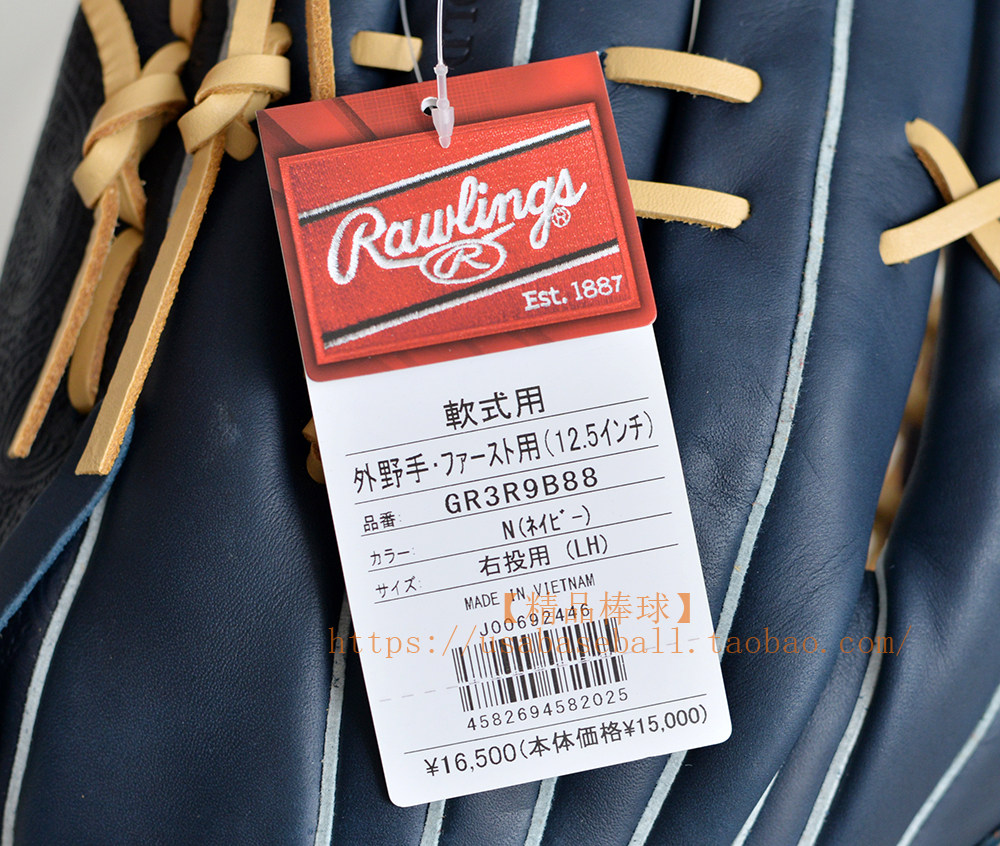 Rawlings®
R
Est. 1887
軟式用
外野手・ファースト用(12.5インチ)
品番: GR3R9B88
カラー: N(ﾈｲﾋﾞｰ)
サイズ: 右投用 (LH)
MADE IN VIETNAM
【精品棒球】
J00692446
https://usabaseball.taobao.com/
4582694582025
¥16,500(本体価格¥15,000)